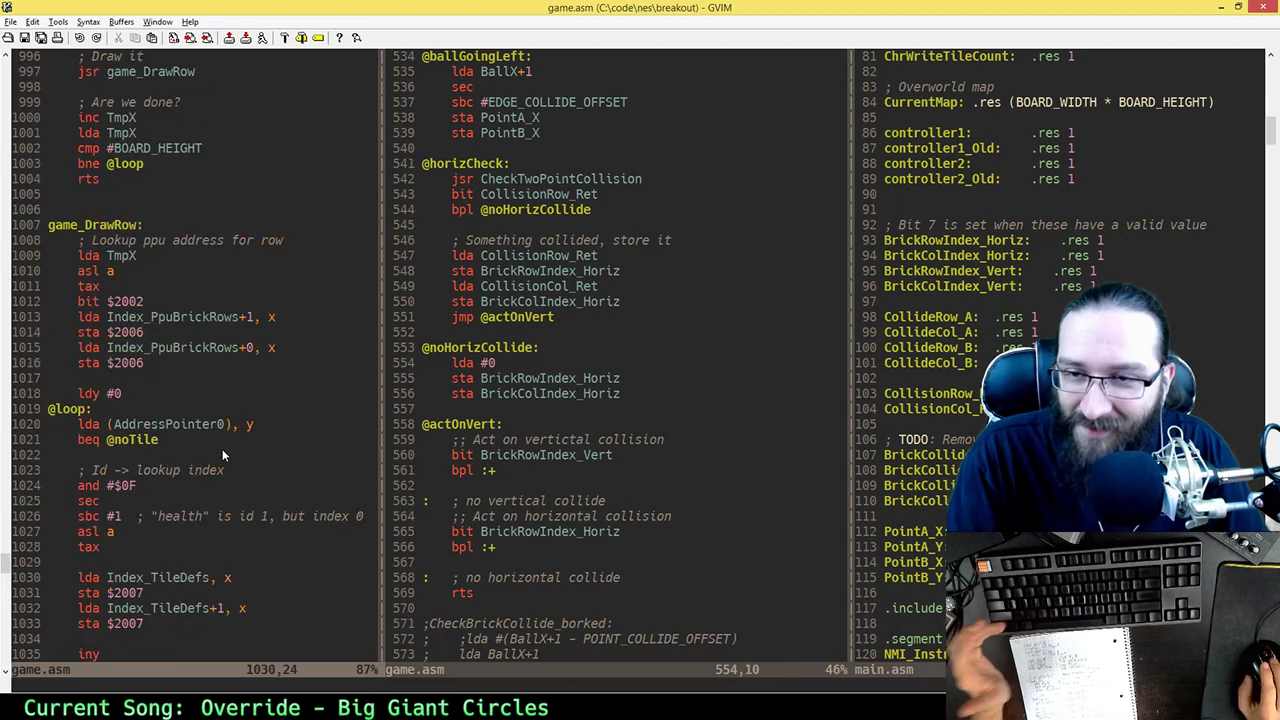 game.asm (C:\code\nes\breakout) - GVIM
File Edit Tools Syntax Buffers Window Help
996 ; Draw it
997 jsr game_DrawRow
998
999 ; Are we done?
1000 inc TmpX
1001 lda TmpX
1002 cmp #BOARD_HEIGHT
1003 bne @loop
1004 rts
1005
1006
1007 game_DrawRow:
1008 ; Lookup ppu address for row
1009 lda TmpX
1010 asl a
1011 tax
1012 bit $2002
1013 lda Index_PpuBrickRows+1, x
1014 sta $2006
1015 lda Index_PpuBrickRows+0, x
1016 sta $2006
1017
1018 ldy #0
1019 @loop:
1020 lda (AddressPointer0), y
1021 beq @noTile
1022
1023 ; Id -> lookup index
1024 and #$0F
1025 sec
1026 sbc #1 ; "health" is id 1, but index 0
1027 asl a
1028 tax
1029
1030 lda Index_TileDefs, x
1031 sta $2007
1032 lda Index_TileDefs+1, x
1033 sta $2007
1034
1035 iny
game.asm 1030,24 87%
534 @ballGoingLeft:
535 lda BallX+1
536 sec
537 sbc #EDGE_COLLIDE_OFFSET
538 sta PointA_X
539 sta PointB_X
540
541 @horizCheck:
542 jsr CheckTwoPointCollision
543 bit CollisionRow_Ret
544 bpl @noHorizCollide
545
546 ; Something collided, store it
547 lda CollisionRow_Ret
548 sta BrickRowIndex_Horiz
549 lda CollisionCol_Ret
550 sta BrickColIndex_Horiz
551 jmp @actOnVert
552
553 @noHorizCollide:
554 lda #0
555 sta BrickRowIndex_Horiz
556 sta BrickColIndex_Horiz
557
558 @actOnVert:
559 ;; Act on vertictal collision
560 bit BrickRowIndex_Vert
561 bpl :+
562
563 : ; no vertical collide
564 ;; Act on horizontal collision
565 bit BrickRowIndex_Horiz
566 bpl :+
567
568 : ; no horizontal collide
569 rts
570
571 ;CheckBrickCollide_borked:
572 ; ;lda #(BallX+1 - POINT_COLLIDE_OFFSET)
573 ; lda BallX+1
game.asm 554,10 46%
81 ChrWriteTileCount: .res 1
82
83 ; Overworld map
84 CurrentMap: .res (BOARD_WIDTH * BOARD_HEIGHT)
85
86 controller1: .res 1
87 controller1_Old: .res 1
88 controller2: .res 1
89 controller2_Old: .res 1
90
91
92 ; Bit 7 is set when these have a valid value
93 BrickRowIndex_Horiz: .res 1
94 BrickColIndex_Horiz: .res 1
95 BrickRowIndex_Vert: .res 1
96 BrickColIndex_Vert: .res 1
97
98 CollideRow_A: .res 1
99 CollideCol_A: .res 1
100 CollideRow_B:
101 CollideCol_B:
102
103 CollisionRow
104 CollisionCol
105
106 ; TODO:
107 BrickCollid
108 BrickCollis
109 BrickColli
110 BrickCollis
111
112 PointA_X
113 PointA_Y
114 PointB_X
115 PointB_Y
116
117 .include
118
119 .segment
120 NMI_Inst
main.asm
Current Song: Override - Big Giant Circles